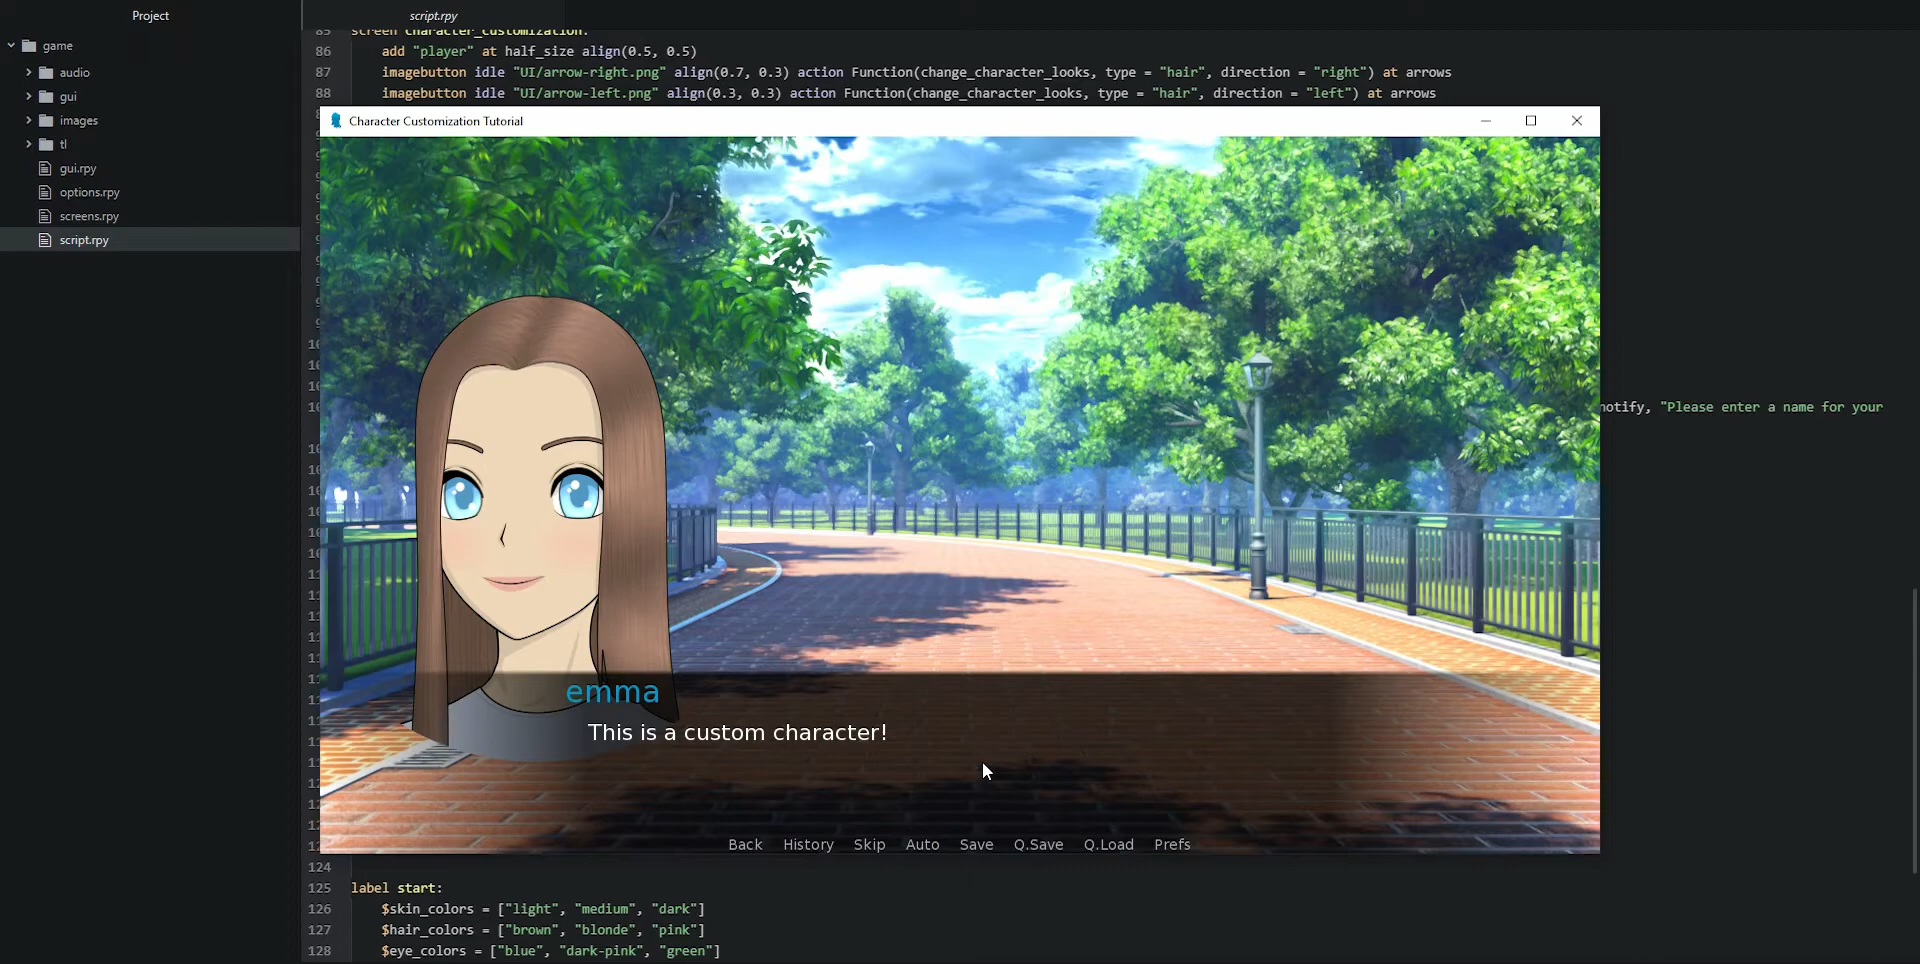 Project
script.rpy
game
audio
gui
images
tl
gui.rpy
options.rpy
screens.rpy
script.rpy
85 screen character_customization:
86 add "player" at half_size align(0.5, 0.5)
87 imagebutton idle "UI/arrow-right.png" align(0.7, 0.3) action Function(change_character_looks, type = "hair", direction = "right") at arrows
88 imagebutton idle "UI/arrow-left.png" align(0.3, 0.3) action Function(change_character_looks, type = "hair", direction = "left") at arrows
Character Customization Tutorial
notify, "Please enter a name for your
emma
This is a custom character!
Back History Skip Auto Save Q.Save Q.Load Prefs
124
125 label start:
126 $skin_colors = ["light", "medium", "dark"]
127 $hair_colors = ["brown", "blonde", "pink"]
128 $eye_colors = ["blue", "dark-pink", "green"]